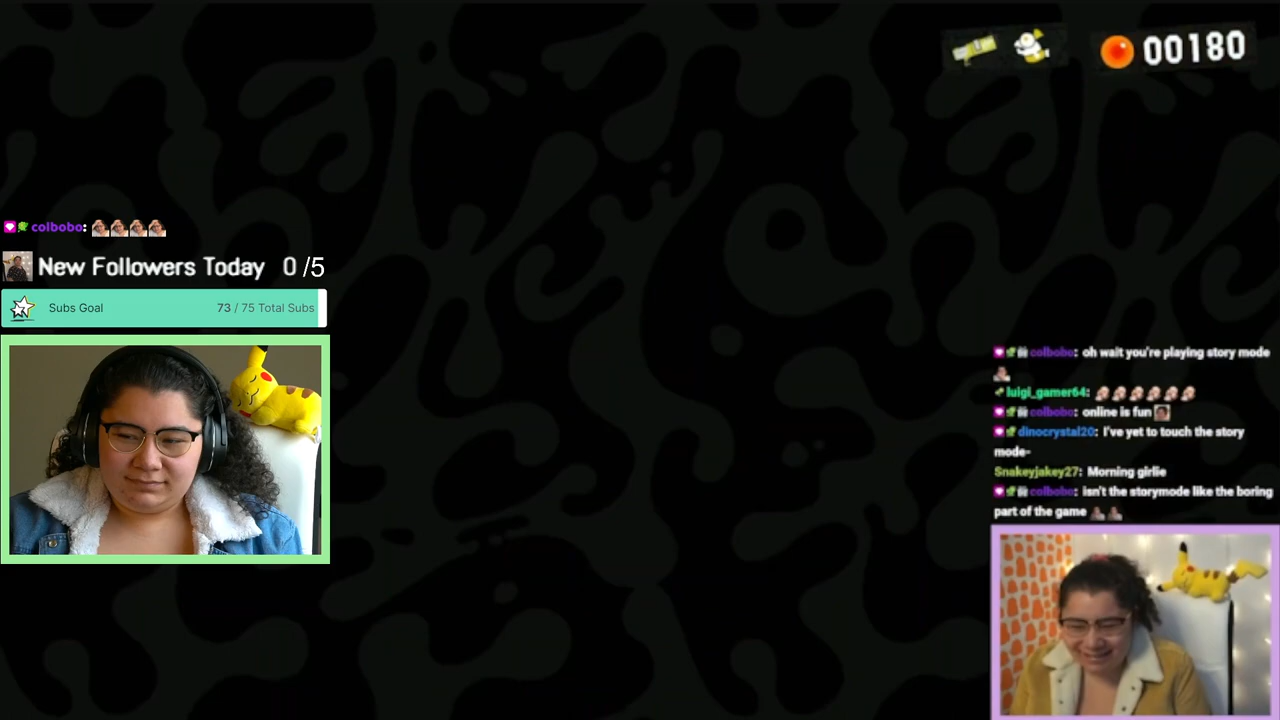 00180
colbobo:
New Followers Today 0 /5
Subs Goal 73 / 75 Total Subs
colbobo: oh wait you're playing story mode
luigi_gamer64:
colbobo: online is fun
dinocrystal20: I've yet to touch the story
mode-
Snakeyjakey27: Morning girlie
colbobo: isn't the storymode like the boring
part of the game